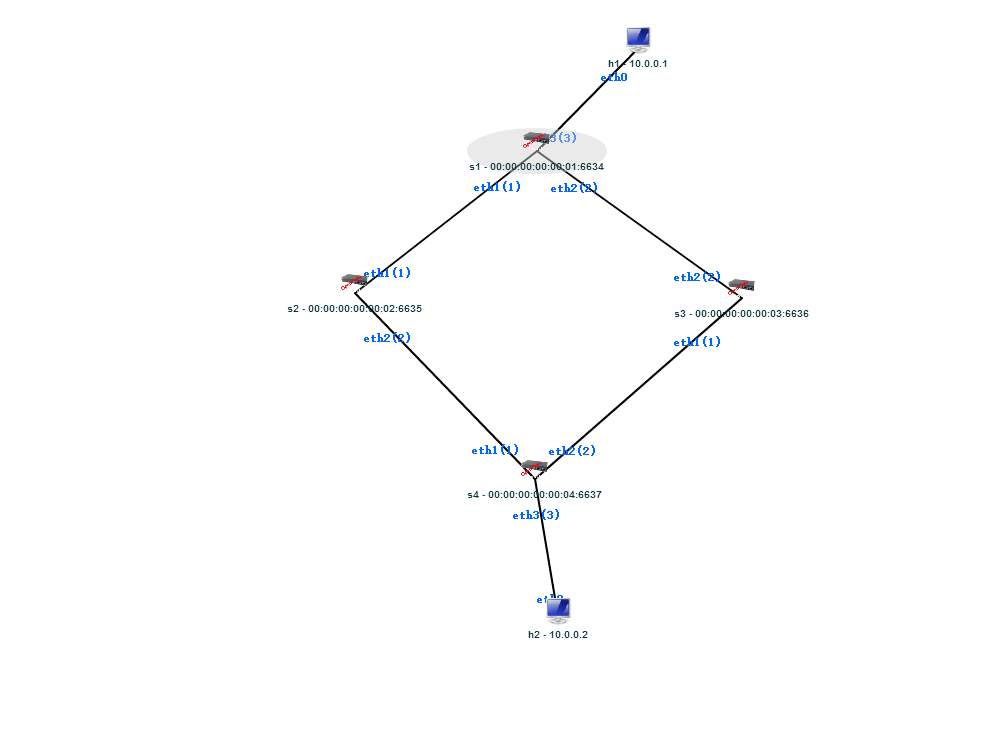 h1 - 10.0.0.1
eth0
3(3)
s1 - 00:00:00:00:00:01:6634
eth1(1)
eth2(2)
eth1(1)
eth2(2)
s2 - 00:00:00:00:00:02:6635
s3 - 00:00:00:00:00:03:6636
eth2(2)
eth1(1)
eth1(1)
eth2(2)
s4 - 00:00:00:00:00:04:6637
eth3(3)
h2 - 10.0.0.2